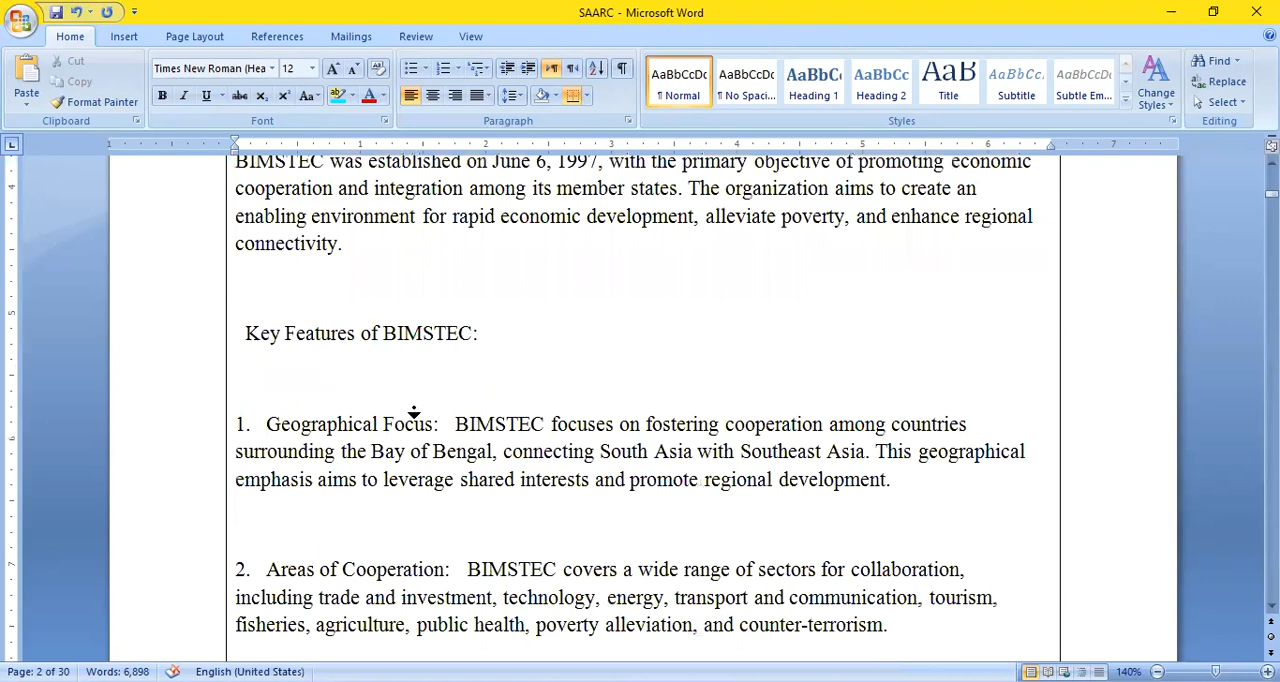 SAARC - Microsoft Word
Home Insert Page Layout References Mailings Review View
Paste
Cut
Copy
Format Painter
Clipboard
Times New Roman (Hea 12
Font
Paragraph
AaBbCcDc AaBbCcDc AaBbC AaBbCc AaB AaBbCc AaBbCcDc
¶ Normal ¶ No Spaci... Heading 1 Heading 2 Title Subtitle Subtle Em...
Change Styles
Styles
Find
Replace
Select
Editing
BIMSTEC was established on June 6, 1997, with the primary objective of promoting economic
cooperation and integration among its member states. The organization aims to create an
enabling environment for rapid economic development, alleviate poverty, and enhance regional
connectivity.
Key Features of BIMSTEC:
1. Geographical Focus: BIMSTEC focuses on fostering cooperation among countries
surrounding the Bay of Bengal, connecting South Asia with Southeast Asia. This geographical
emphasis aims to leverage shared interests and promote regional development.
2. Areas of Cooperation: BIMSTEC covers a wide range of sectors for collaboration,
including trade and investment, technology, energy, transport and communication, tourism,
fisheries, agriculture, public health, poverty alleviation, and counter-terrorism.
Page: 2 of 30 Words: 6,898 English (United States) 140%